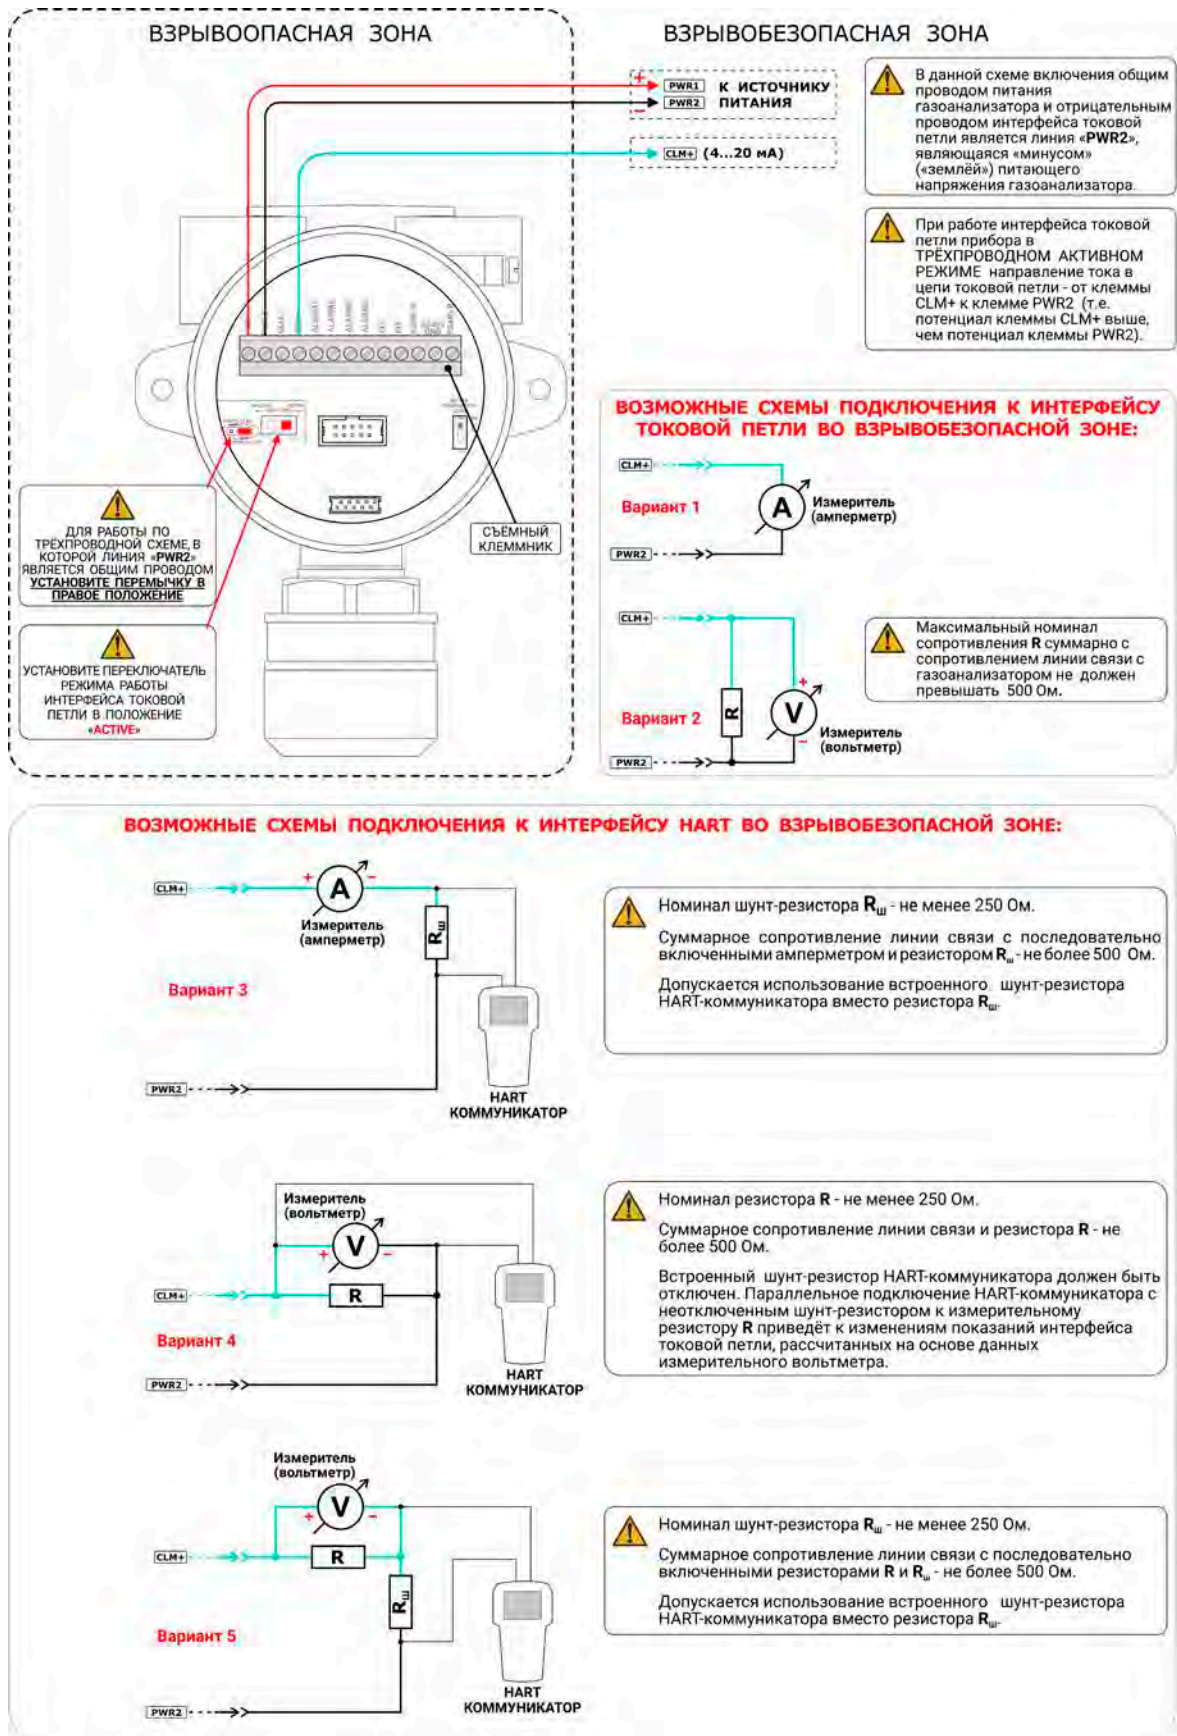 ВЗРЫВООПАСНАЯ ЗОНА
ВЗРЫВОБЕЗОПАСНАЯ ЗОНА
+
PWR1
К ИСТОЧНИКУ
PWR2
ПИТАНИЯ
−
CLM+ (4...20 мА)
В данной схеме включения общим
проводом питания
газоанализатора и отрицательным
проводом интерфейса токовой
петли является линия «PWR2»,
являющаяся «минусом»
(«землёй») питающего
напряжения газоанализатора.
При работе интерфейса токовой
петли прибора в
ТРЁХПРОВОДНОМ АКТИВНОМ
РЕЖИМЕ направление тока в
цепи токовой петли - от клеммы
CLM+ к клемме PWR2 (т.е.
потенциал клеммы CLM+ выше,
чем потенциал клеммы PWR2).
ДЛЯ РАБОТЫ ПО
ТРЁХПРОВОДНОЙ СХЕМЕ, В
КОТОРОЙ ЛИНИЯ «PWR2»
ЯВЛЯЕТСЯ ОБЩИМ ПРОВОДОМ
УСТАНОВИТЕ ПЕРЕМЫЧКУ В
ПРАВОЕ ПОЛОЖЕНИЕ
СЪЁМНЫЙ
КЛЕММНИК
УСТАНОВИТЕ ПЕРЕКЛЮЧАТЕЛЬ
РЕЖИМА РАБОТЫ
ИНТЕРФЕЙСА ТОКОВОЙ
ПЕТЛИ В ПОЛОЖЕНИЕ
«ACTIVE»
ВОЗМОЖНЫЕ СХЕМЫ ПОДКЛЮЧЕНИЯ К ИНТЕРФЕЙСУ
ТОКОВОЙ ПЕТЛИ ВО ВЗРЫВОБЕЗОПАСНОЙ ЗОНЕ:
CLM+
Вариант 1
A
Измеритель
(амперметр)
PWR2
CLM+
Вариант 2
R
+
V
−
Измеритель
(вольтметр)
PWR2
Максимальный номинал
сопротивления R суммарно с
сопротивлением линии связи с
газоанализатором не должен
превышать 500 Ом.
ВОЗМОЖНЫЕ СХЕМЫ ПОДКЛЮЧЕНИЯ К ИНТЕРФЕЙСУ HART ВО ВЗРЫВОБЕЗОПАСНОЙ ЗОНЕ:
CLM+
+ A −
Измеритель
(амперметр)
Rш
Вариант 3
PWR2
HART
КОММУНИКАТОР
Номинал шунт-резистора Rш - не менее 250 Ом.
Суммарное сопротивление линии связи с последовательно
включенными амперметром и резистором Rш - не более 500 Ом.
Допускается использование встроенного шунт-резистора
HART-коммуникатора вместо резистора Rш.
Измеритель
(вольтметр)
+ V −
CLM+
R
Вариант 4
PWR2
HART
КОММУНИКАТОР
Номинал резистора R - не менее 250 Ом.
Суммарное сопротивление линии связи и резистора R - не
более 500 Ом.
Встроенный шунт-резистор HART-коммуникатора должен быть
отключен. Параллельное подключение HART-коммуникатора с
неотключенным шунт-резистором к измерительному
резистору R приведёт к изменениям показаний интерфейса
токовой петли, рассчитанных на основе данных
измерительного вольтметра.
Измеритель
(вольтметр)
+ V −
CLM+
R
Rш
Вариант 5
PWR2
HART
КОММУНИКАТОР
Номинал шунт-резистора Rш - не менее 250 Ом.
Суммарное сопротивление линии связи с последовательно
включенными резисторами R и Rш - не более 500 Ом.
Допускается использование встроенного шунт-резистора
HART-коммуникатора вместо резистора Rш.